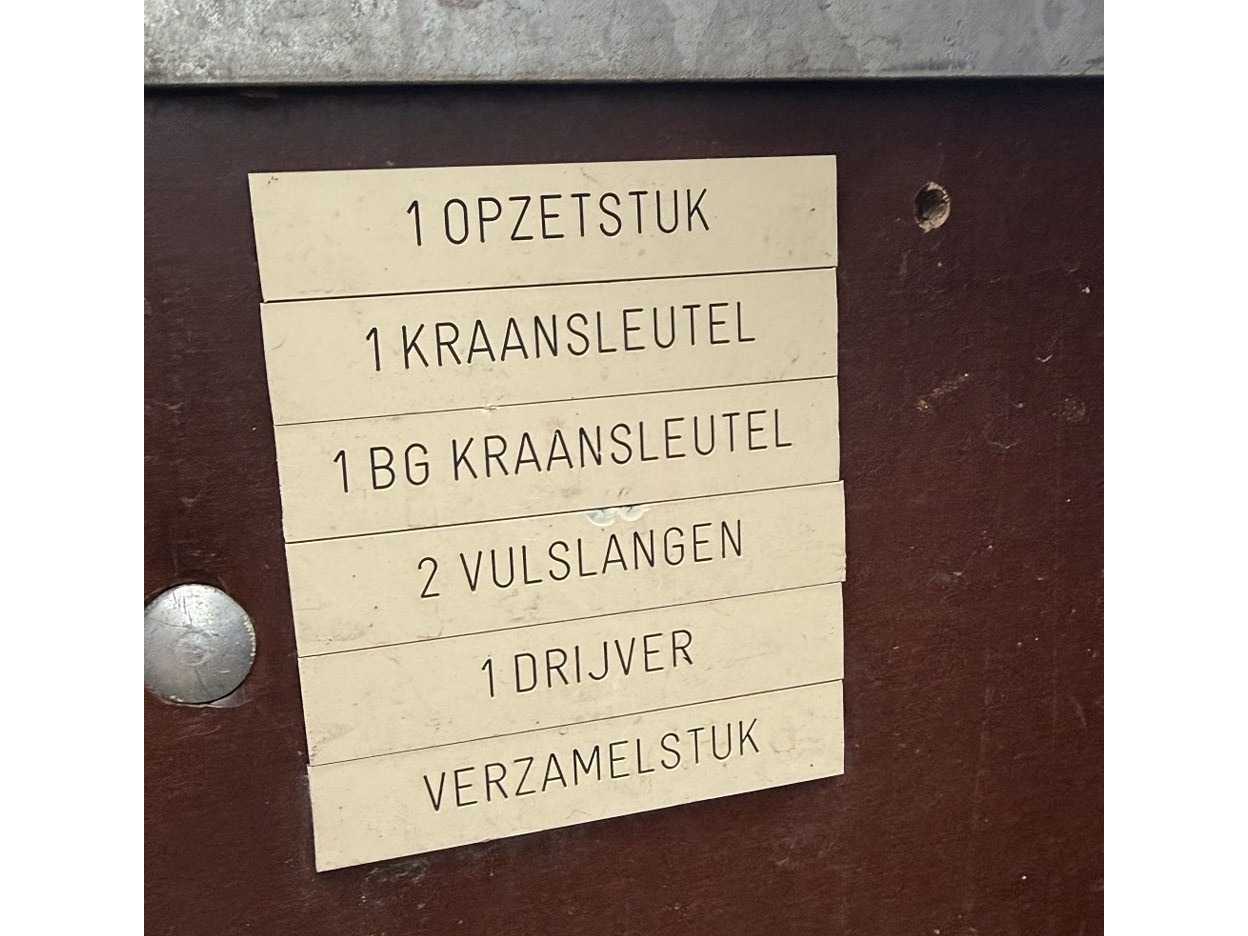 1 OPZETSTUK
1 KRAANSLEUTEL
1 BG KRAANSLEUTEL
2 VULSLANGEN
1 DRIJVER
VERZAMELSTUK